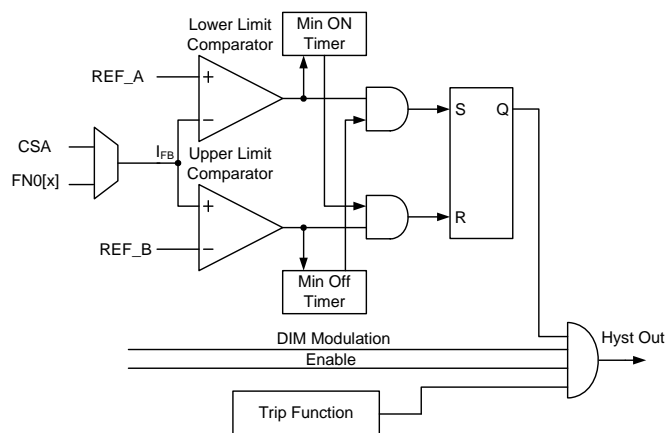 Lower Limit
Comparator
Min ON
Timer
REF_A
+
−
CSA
FN0[x]
IFB
Upper Limit
Comparator
+
−
REF_B
Min Off
Timer
S
Q
R
DIM Modulation
Enable
Trip Function
Hyst Out